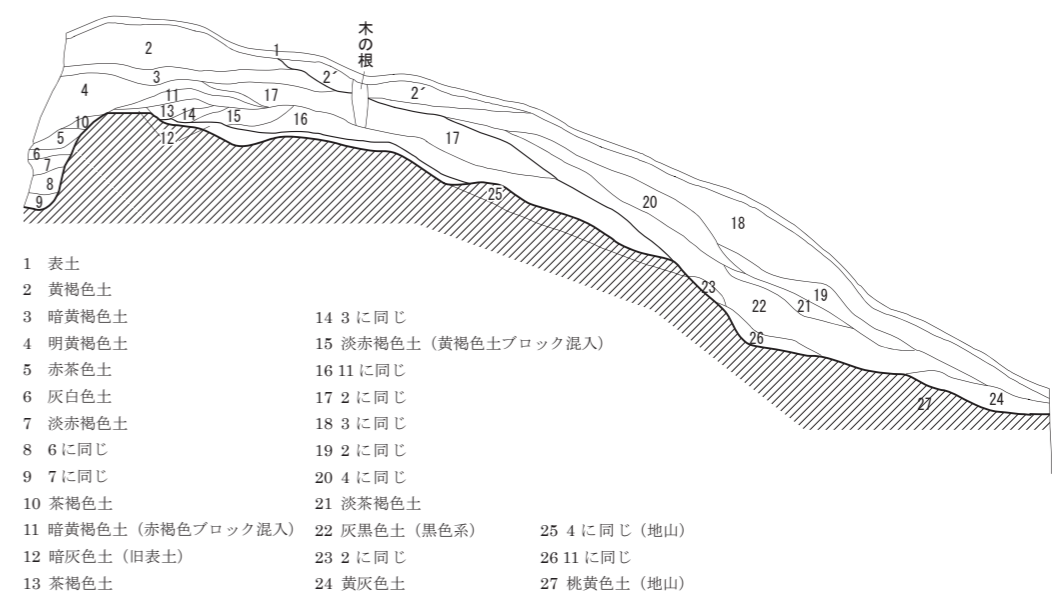 木の根
1
2
2´
2´
3
4
17
11
13
14
15
16
10
12
5
6
7
8
9
17
25
20
18
23
22
21
19
26
27
24
1 表土
2 黄褐色土
3 暗黄褐色土
4 明黄褐色土
5 赤茶色土
6 灰白色土
7 淡赤褐色土
8 6に同じ
9 7に同じ
10 茶褐色土
11 暗黄褐色土（赤褐色ブロック混入）
12 暗灰色土（旧表土）
13 茶褐色土
14 3に同じ
15 淡赤褐色土（黄褐色土ブロック混入）
16 11に同じ
17 2に同じ
18 3に同じ
19 2に同じ
20 4に同じ
21 淡茶褐色土
22 灰黒色土（黒色系）
23 2に同じ
24 黄灰色土
25 4に同じ（地山）
26 11に同じ
27 桃黄色土（地山）